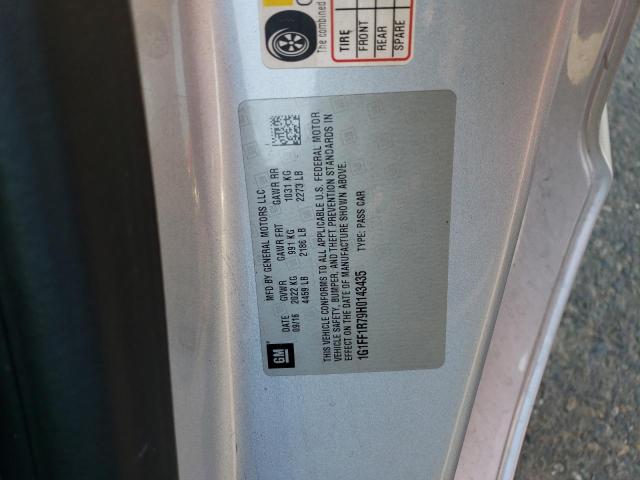 The combined
TIRE
FRONT
REAR
SPARE
GM
MFD BY GENERAL MOTORS LLC
DATE GVWR GAWR FRT GAWR RR
09/16 2022 KG 991 KG 1031 KG
4459 LB 2186 LB 2273 LB
THIS VEHICLE CONFORMS TO ALL APPLICABLE U.S. FEDERAL MOTOR
VEHICLE SAFETY, BUMPER, AND THEFT PREVENTION STANDARDS IN
EFFECT ON THE DATE OF MANUFACTURE SHOWN ABOVE.
1G1FF1R79H0143435 TYPE: PASS CAR